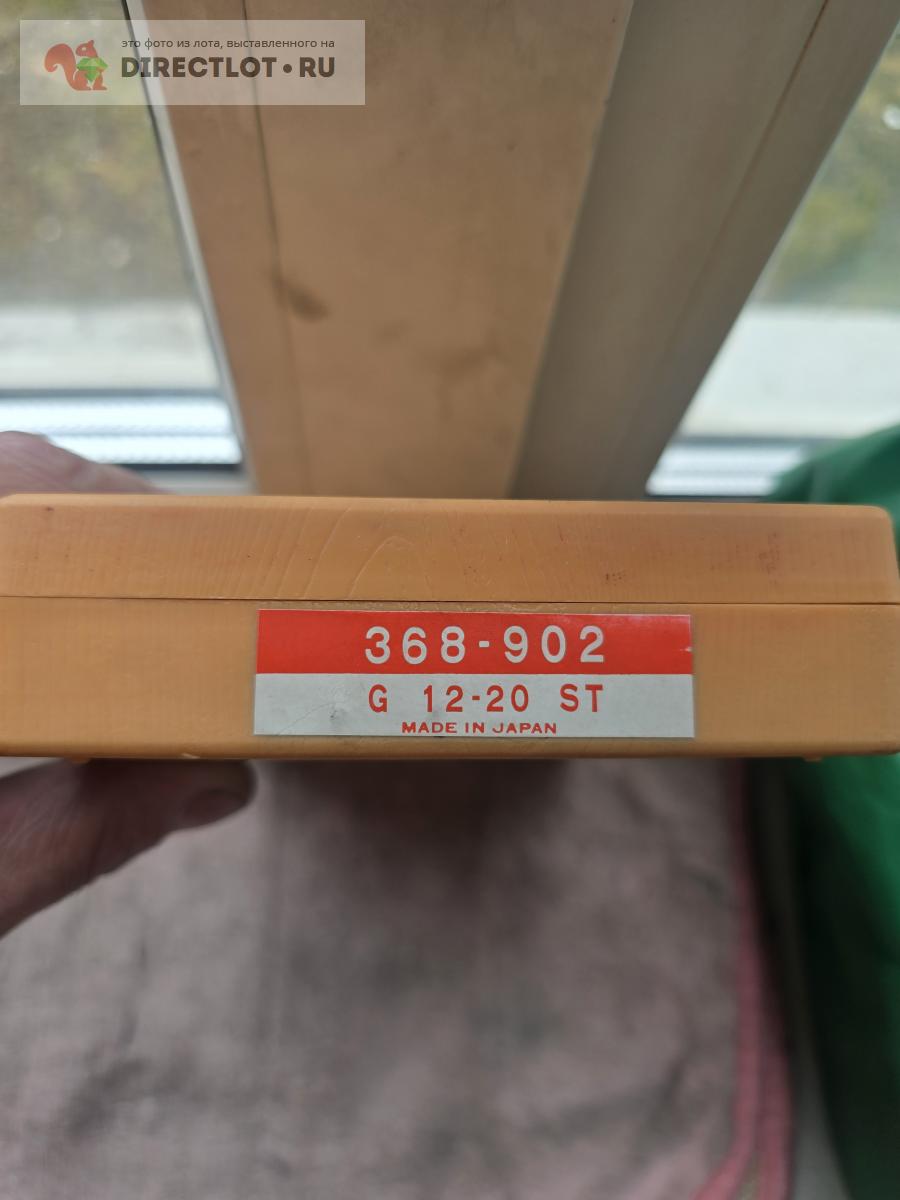 это фото из лота, выставленного на
DIRECTLOT•RU
368-902
G 12-20 ST
MADE IN JAPAN